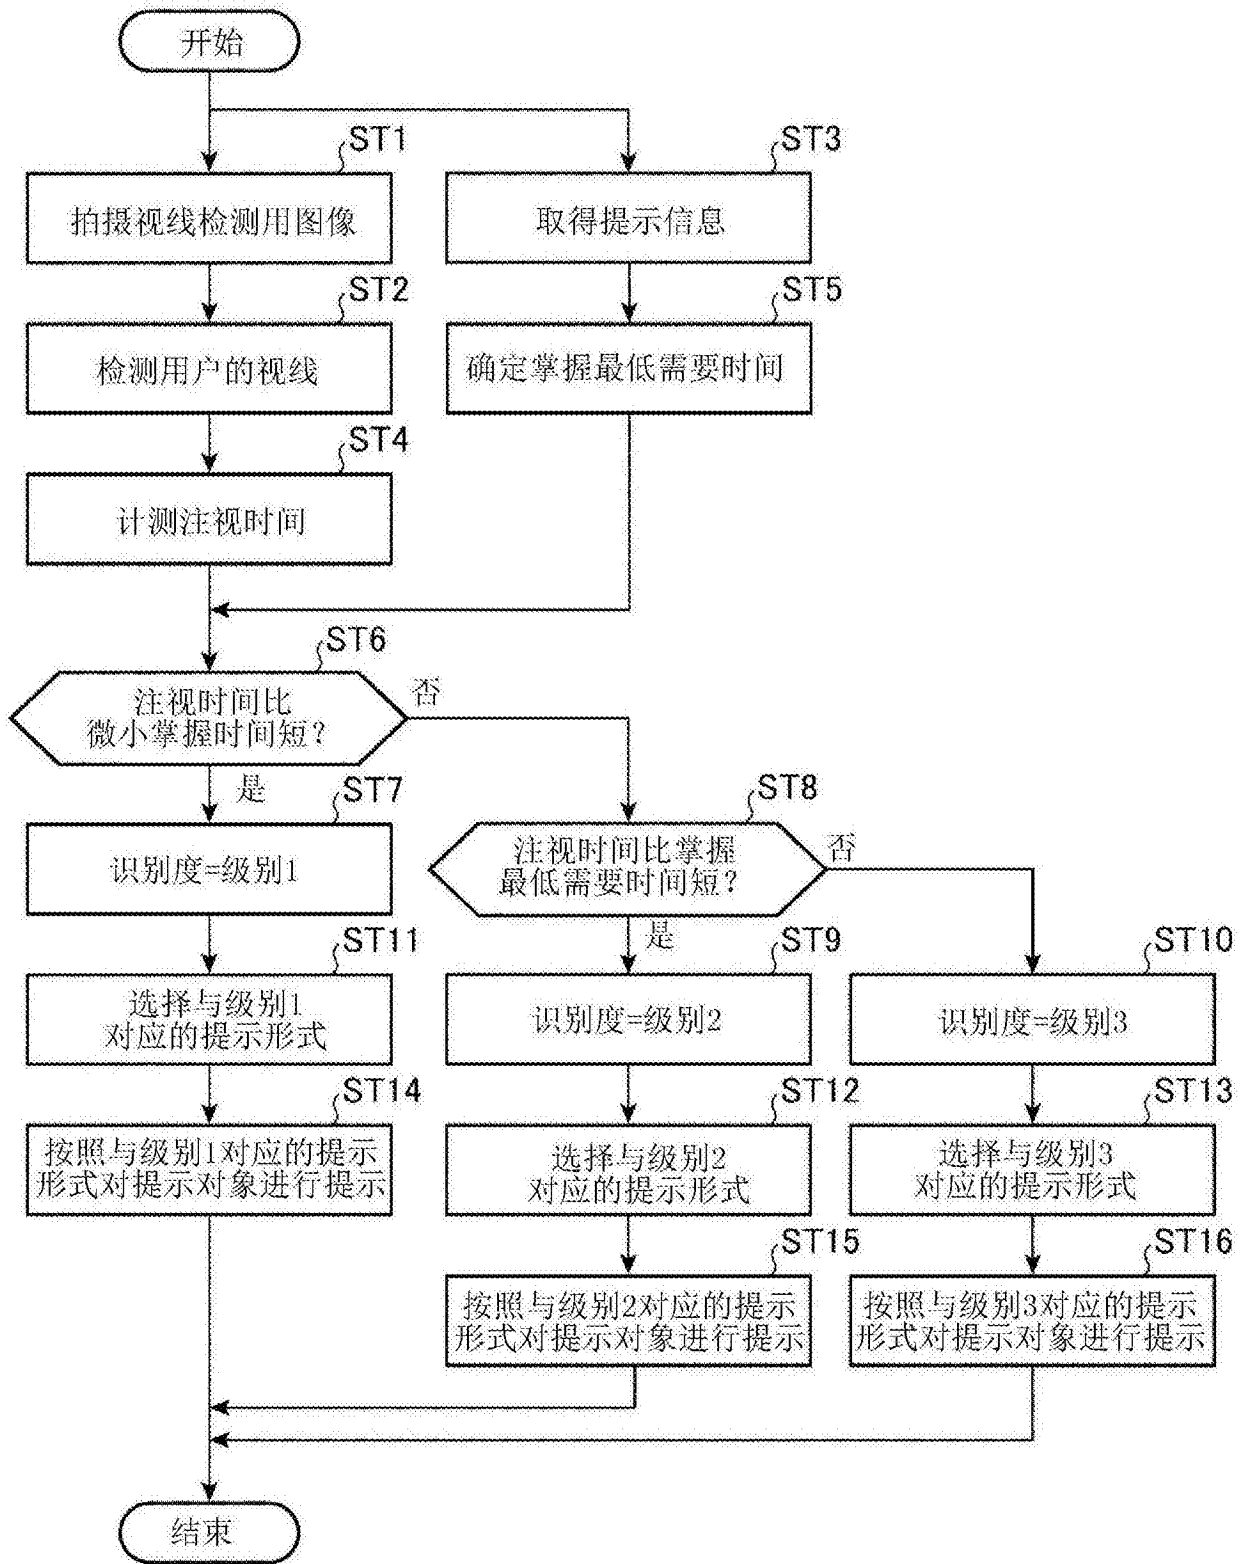 开始
ST1
拍摄视线检测用图像
ST3
取得提示信息
ST2
检测用户的视线
ST5
确定掌握最低需要时间
ST4
计测注视时间
ST6
注视时间比
微小掌握时间短?
否
是
ST7
识别度=级别1
ST8
注视时间比掌握
最低需要时间短?
否
是
ST11
选择与级别1
对应的提示形式
ST9
识别度=级别2
ST10
识别度=级别3
ST14
按照与级别1对应的提示
形式对提示对象进行提示
ST12
选择与级别2
对应的提示形式
ST13
选择与级别3
对应的提示形式
ST15
按照与级别2对应的提示
形式对提示对象进行提示
ST16
按照与级别3对应的提示
形式对提示对象进行提示
结束